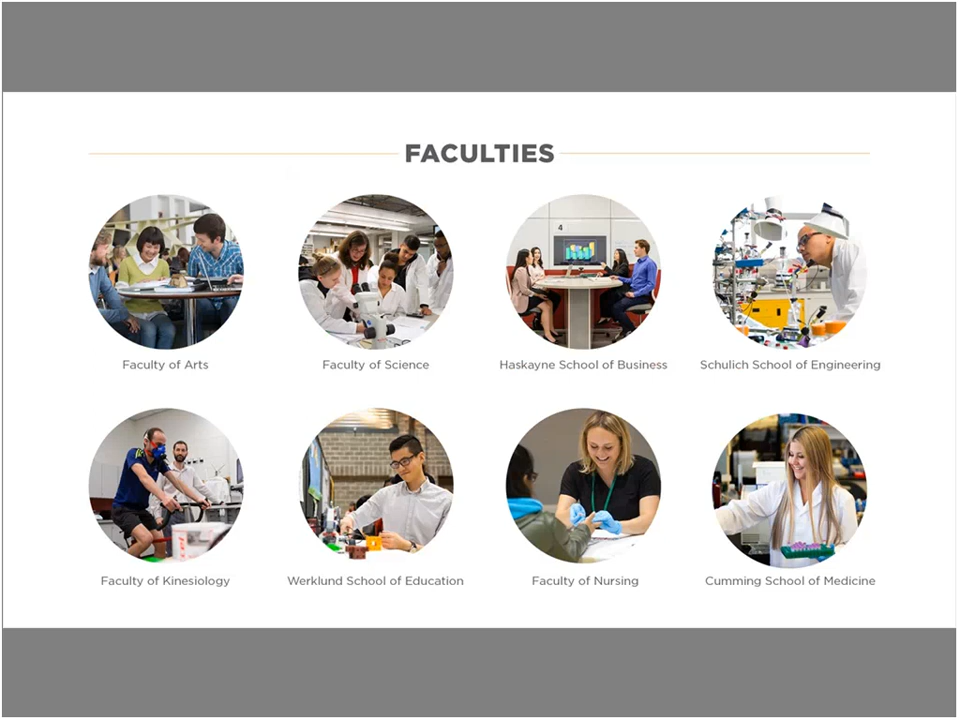 FACULTIES
4
Faculty of Arts
Faculty of Science
Haskayne School of Business
Schulich School of Engineering
Faculty of Kinesiology
Werklund School of Education
Faculty of Nursing
Cumming School of Medicine